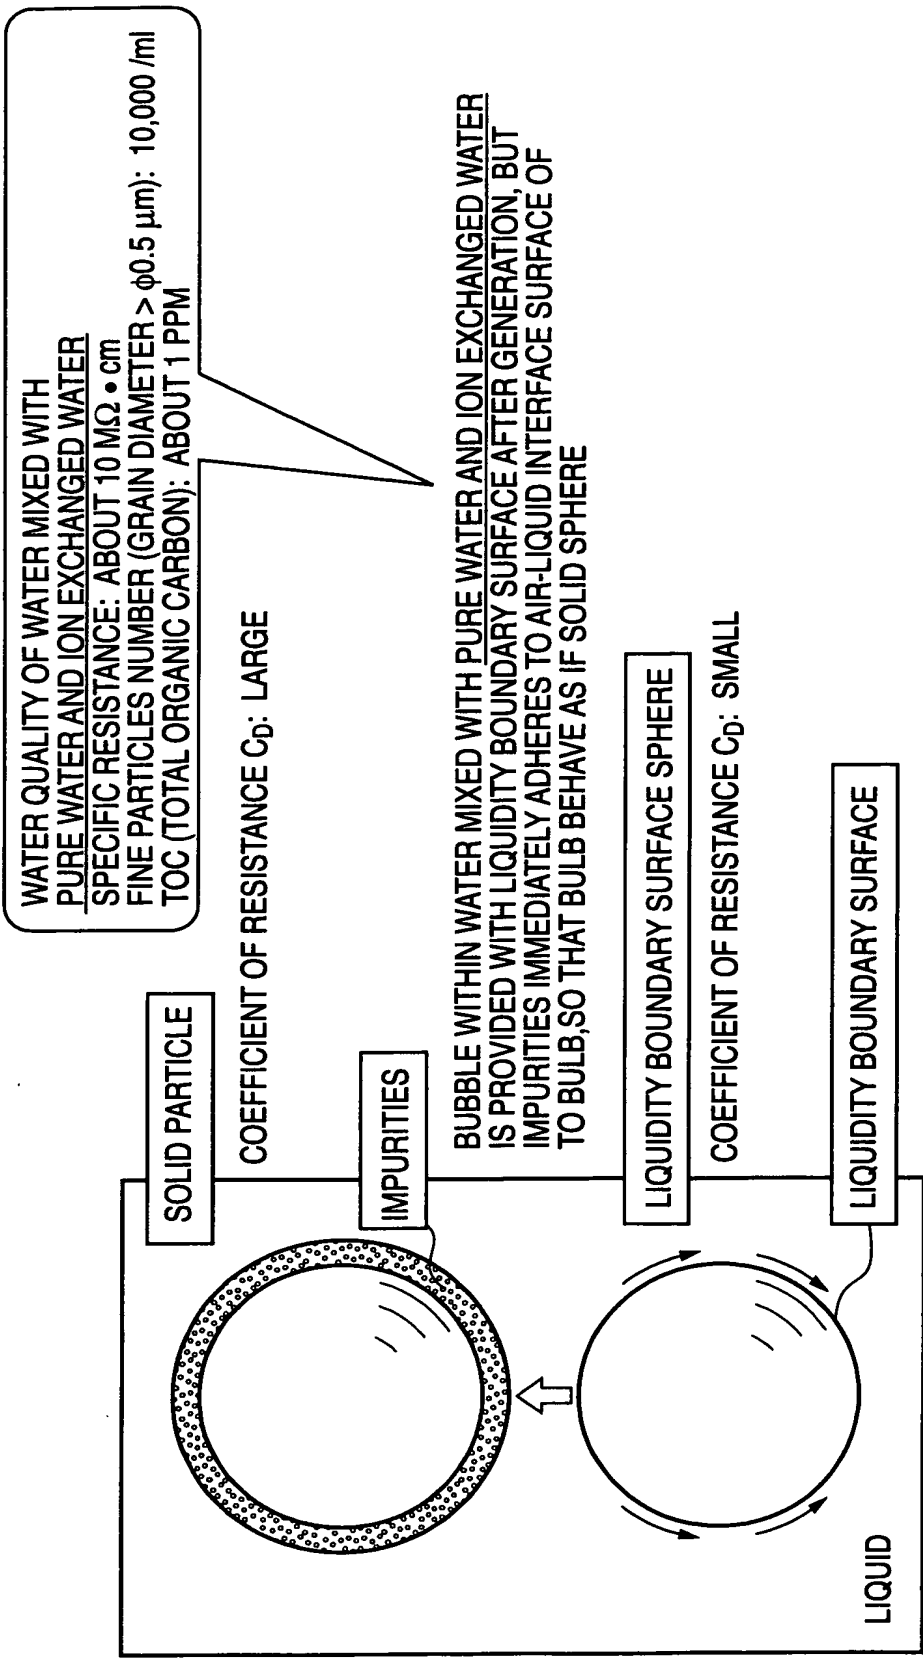 WATER QUALITY OF WATER MIXED WITH
PURE WATER AND ION EXCHANGED WATER
SPECIFIC RESISTANCE: ABOUT 10 MΩ • cm
FINE PARTICLES NUMBER (GRAIN DIAMETER > ϕ0.5 μm): 10,000 /ml
TOC (TOTAL ORGANIC CARBON): ABOUT 1 PPM
SOLID PARTICLE
COEFFICIENT OF RESISTANCE CD: LARGE
IMPURITIES
BUBBLE WITHIN WATER MIXED WITH PURE WATER AND ION EXCHANGED WATER
IS PROVIDED WITH LIQUIDITY BOUNDARY SURFACE AFTER GENERATION, BUT
IMPURITIES IMMEDIATELY ADHERES TO AIR-LIQUID INTERFACE SURFACE OF
TO BULB,SO THAT BULB BEHAVE AS IF SOLID SPHERE
LIQUIDITY BOUNDARY SURFACE SPHERE
COEFFICIENT OF RESISTANCE CD: SMALL
LIQUIDITY BOUNDARY SURFACE
LIQUID